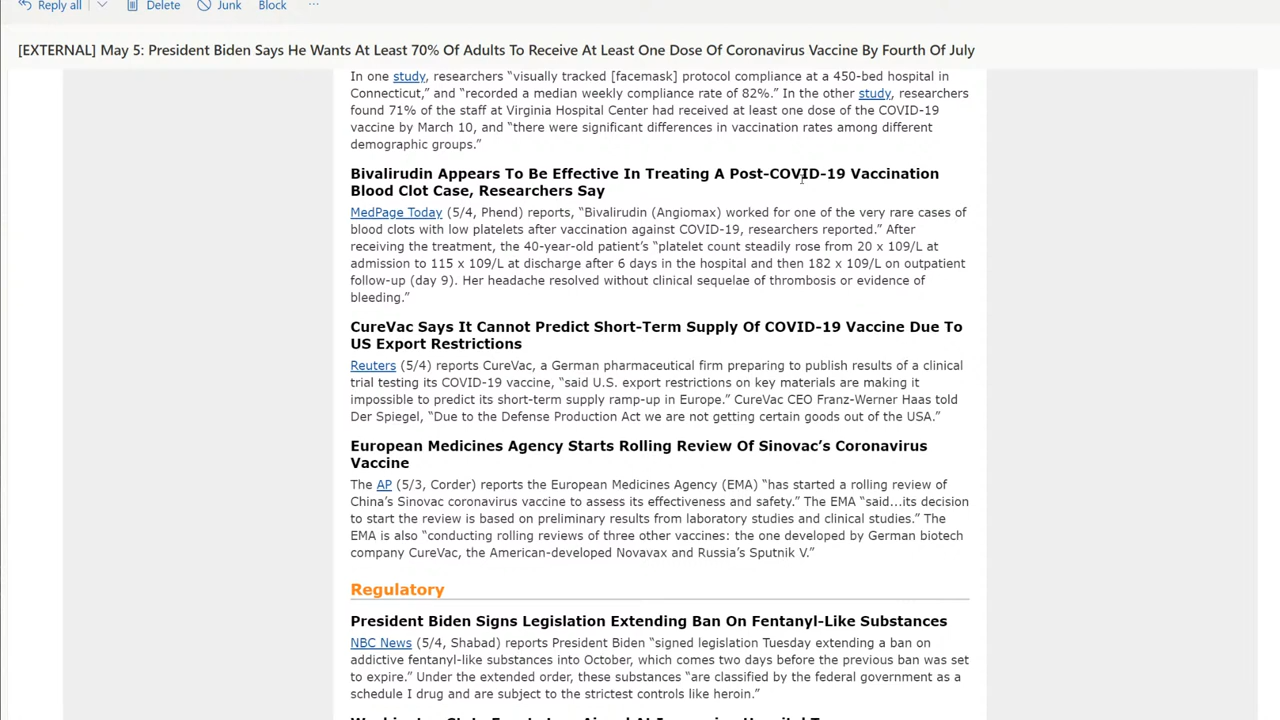 Reply all
Delete
Junk
Block
...
[EXTERNAL] May 5: President Biden Says He Wants At Least 70% Of Adults To Receive At Least One Dose Of Coronavirus Vaccine By Fourth Of July
In one study, researchers “visually tracked [facemask] protocol compliance at a 450-bed hospital in
Connecticut,” and “recorded a median weekly compliance rate of 82%.” In the other study, researchers
found 71% of the staff at Virginia Hospital Center had received at least one dose of the COVID-19
vaccine by March 10, and “there were significant differences in vaccination rates among different
demographic groups.”
Bivalirudin Appears To Be Effective In Treating A Post-COVID-19 Vaccination
Blood Clot Case, Researchers Say
MedPage Today (5/4, Phend) reports, “Bivalirudin (Angiomax) worked for one of the very rare cases of
blood clots with low platelets after vaccination against COVID-19, researchers reported.” After
receiving the treatment, the 40-year-old patient’s “platelet count steadily rose from 20 x 109/L at
admission to 115 x 109/L at discharge after 6 days in the hospital and then 182 x 109/L on outpatient
follow-up (day 9). Her headache resolved without clinical sequelae of thrombosis or evidence of
bleeding.”
CureVac Says It Cannot Predict Short-Term Supply Of COVID-19 Vaccine Due To
US Export Restrictions
Reuters (5/4) reports CureVac, a German pharmaceutical firm preparing to publish results of a clinical
trial testing its COVID-19 vaccine, “said U.S. export restrictions on key materials are making it
impossible to predict its short-term supply ramp-up in Europe.” CureVac CEO Franz-Werner Haas told
Der Spiegel, “Due to the Defense Production Act we are not getting certain goods out of the USA.”
European Medicines Agency Starts Rolling Review Of Sinovac’s Coronavirus
Vaccine
The AP (5/3, Corder) reports the European Medicines Agency (EMA) “has started a rolling review of
China’s Sinovac coronavirus vaccine to assess its effectiveness and safety.” The EMA “said…its decision
to start the review is based on preliminary results from laboratory studies and clinical studies.” The
EMA is also “conducting rolling reviews of three other vaccines: the one developed by German biotech
company CureVac, the American-developed Novavax and Russia’s Sputnik V.”
Regulatory
President Biden Signs Legislation Extending Ban On Fentanyl-Like Substances
NBC News (5/4, Shabad) reports President Biden “signed legislation Tuesday extending a ban on
addictive fentanyl-like substances into October, which comes two days before the previous ban was set
to expire.” Under the extended order, these substances “are classified by the federal government as a
schedule I drug and are subject to the strictest controls like heroin.”